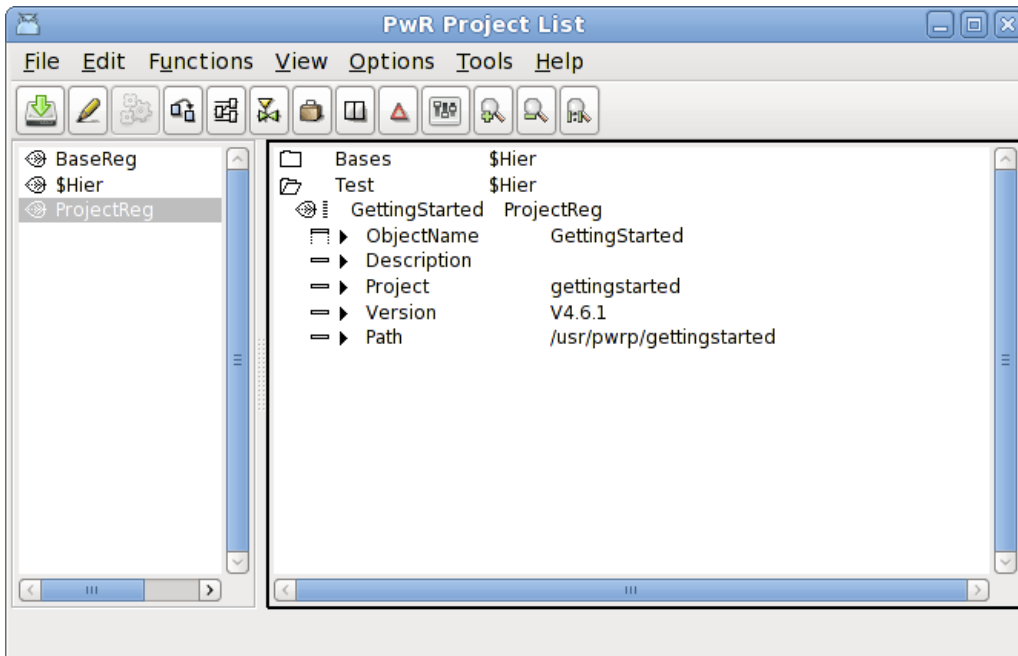 PwR Project List
File Edit Functions View Options Tools Help
BaseReg
$Hier
ProjectReg
Bases $Hier
Test $Hier
GettingStarted ProjectReg
ObjectName GettingStarted
Description
Project gettingstarted
Version V4.6.1
Path /usr/pwrp/gettingstarted